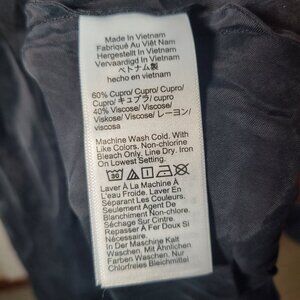 Made In Vietnam
Fabriqué Au Viêt Nam
Hergestellt In Vietnam
Vervaardigd In Vietnam
ベトナム製
hecho en vietnam
60% Cupro/ Cupro/ Cupro/
Cupro/ キュプラ/ cupro
40% Viscose/ Viscose/
Viskose/ Viscose/ レーヨン/
viscosa
Machine Wash Cold. With
Like Colors. Non-chlorine
Bleach Only. Line Dry. Iron
On Lowest Setting.
30
Laver À La Machine À
L'eau Froide. Laver En
Séparant Les Couleurs.
Seulement Agent De
Blanchiment Non-chloré.
Séchage Sur Corde.
Repasser À Fer Doux Si
Nécessaire.
In Der Maschine Kalt
Waschen. Mit Ähnlichen
Farben Waschen. Nur
Chlorfreies Bleichmittel